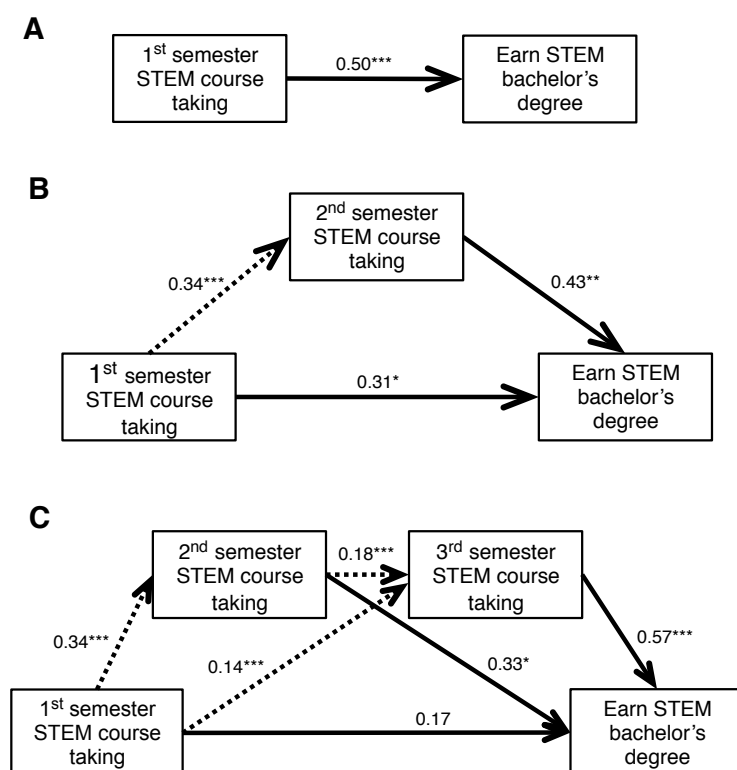 A
1st semester
STEM course
taking
0.50***
Earn STEM
bachelor's
degree
B
2nd semester
STEM course
taking
0.34***
0.43**
1st semester
STEM course
taking
0.31*
Earn STEM
bachelor's
degree
C
2nd semester
STEM course
taking
0.18***
3rd semester
STEM course
taking
0.34***
0.14***
0.33*
0.57***
1st semester
STEM course
taking
0.17
Earn STEM
bachelor's
degree